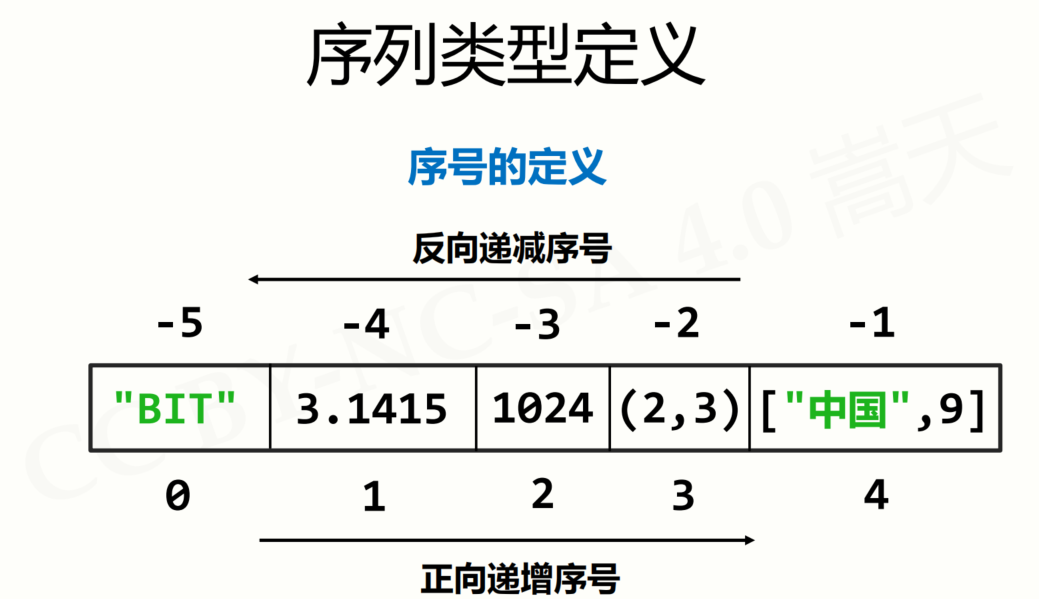 序列类型定义
序号的定义
反向递减序号
-5 -4 -3 -2 -1
"BIT" 3.1415 1024 (2,3) ["中国",9]
0 1 2 3 4
正向递增序号
CC BY-NC-SA 4.0 嵩天